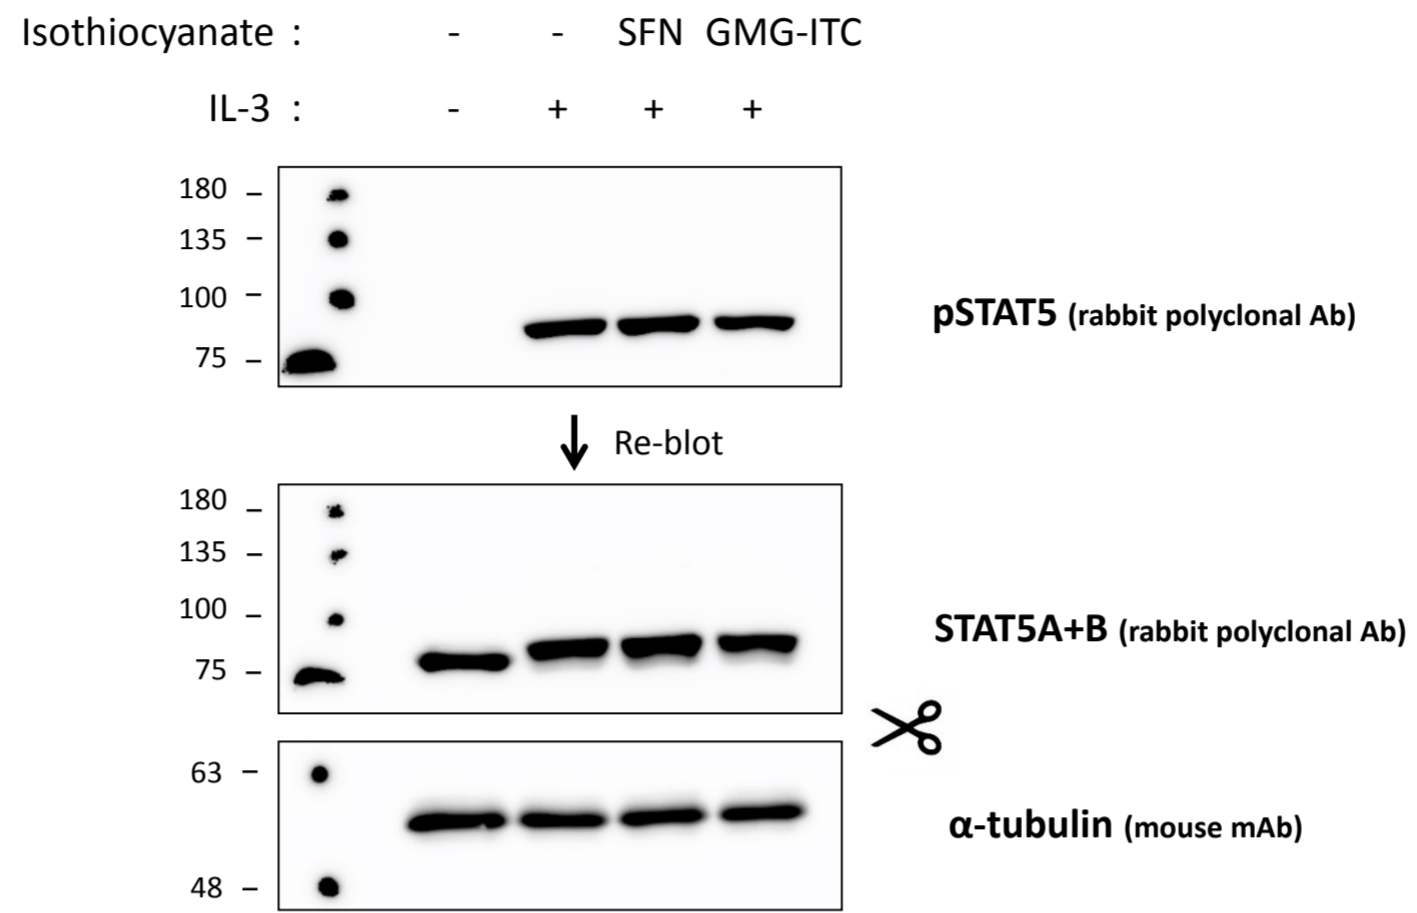 Isothiocyanate : - - SFN GMG-ITC
IL-3 : - + + +
180 –
135 –
100 –
75 –
pSTAT5 (rabbit polyclonal Ab)
Re-blot
180 –
135 –
100 –
75 –
STAT5A+B (rabbit polyclonal Ab)
63 –
48 –
α-tubulin (mouse mAb)